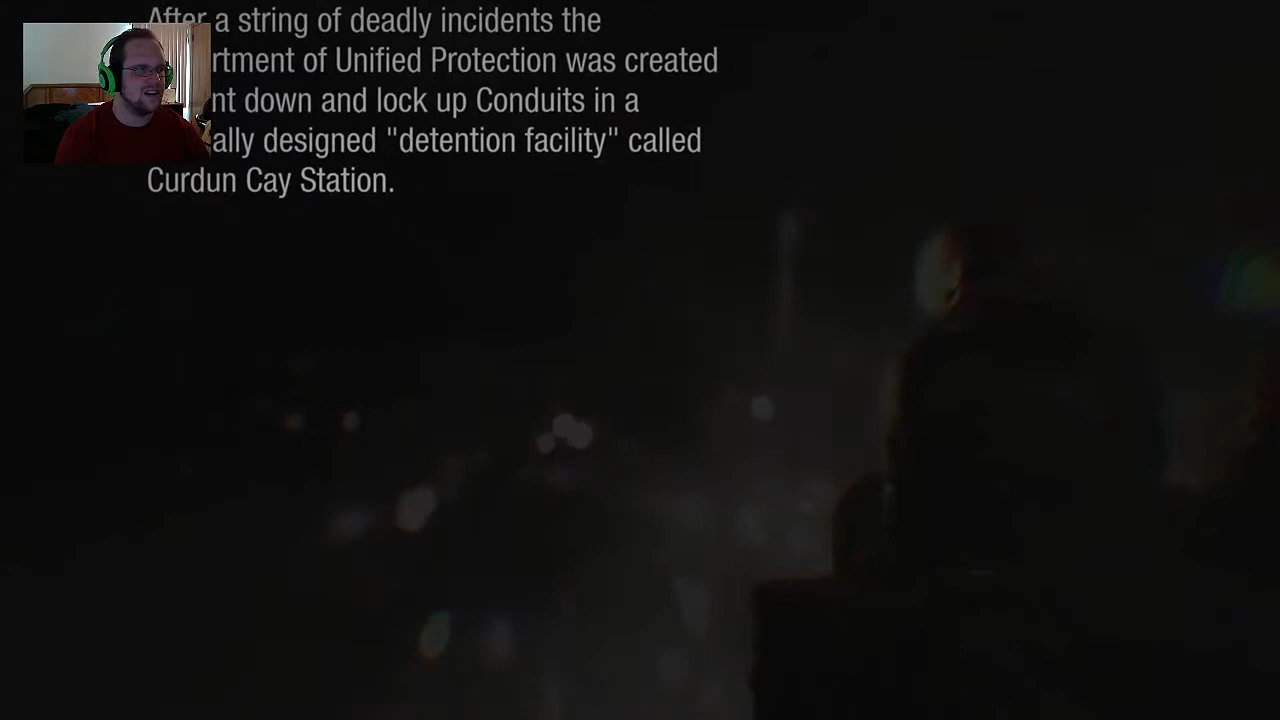 After a string of deadly incidents the
rtment of Unified Protection was created
nt down and lock up Conduits in a
ally designed "detention facility" called
Curdun Cay Station.